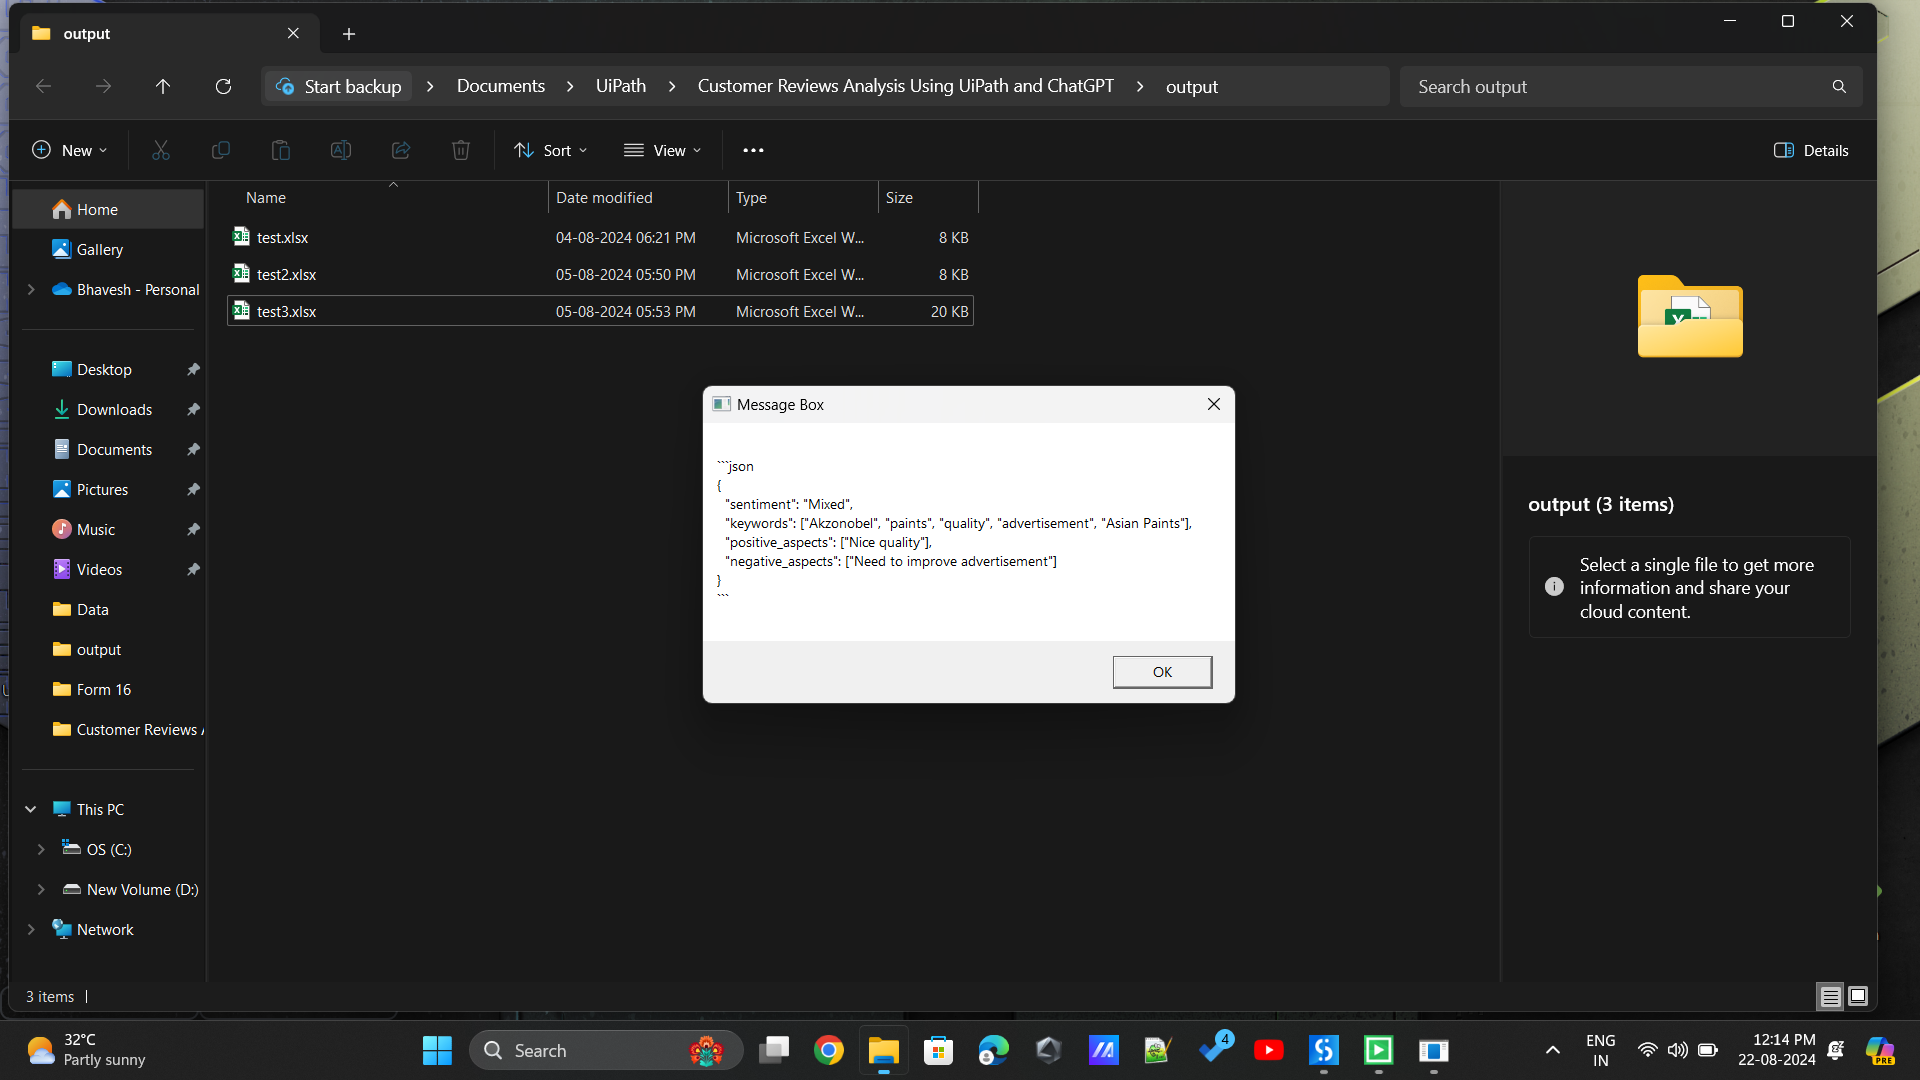 output
Start backup > Documents > UiPath > Customer Reviews Analysis Using UiPath and ChatGPT > output
Search output
New
Sort
View
Details
Name Date modified Type Size
test.xlsx 04-08-2024 06:21 PM Microsoft Excel W... 8 KB
test2.xlsx 05-08-2024 05:50 PM Microsoft Excel W... 8 KB
test3.xlsx 05-08-2024 05:53 PM Microsoft Excel W... 20 KB
Home
Gallery
Bhavesh - Personal
Desktop
Downloads
Documents
Pictures
Music
Videos
Data
output
Form 16
Customer Reviews A
This PC
OS (C:)
New Volume (D:)
Network
Message Box
```json
{
"sentiment": "Mixed",
"keywords": ["Akzonobel", "paints", "quality", "advertisement", "Asian Paints"],
"positive_aspects": ["Nice quality"],
"negative_aspects": ["Need to improve advertisement"]
}
```
OK
output (3 items)
Select a single file to get more
information and share your
cloud content.
3 items
32°C
Partly sunny
Search
4
ENG
IN
12:14 PM
22-08-2024
PRE